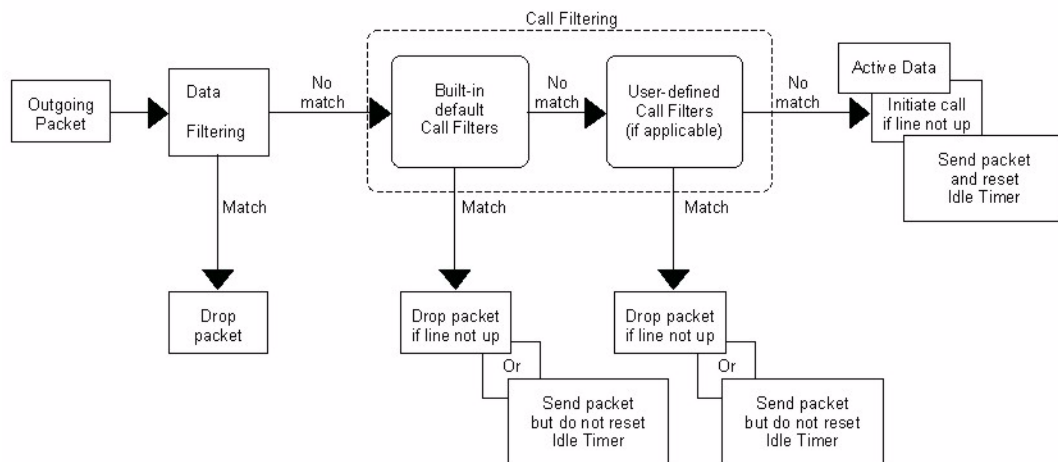 Call Filtering
Outgoing
Packet
Data
Filtering
No
match
Built-in
default
Call Filters
No
match
User-defined
Call Filters
(if applicable)
No
match
Active Data
Initiate call
if line not up
Send packet
and reset
Idle Timer
Match
Match
Match
Drop
packet
Drop packet
if line not up
Or
Send packet
but do not reset
Idle Timer
Drop packet
if line not up
Or
Send packet
but do not reset
Idle Timer